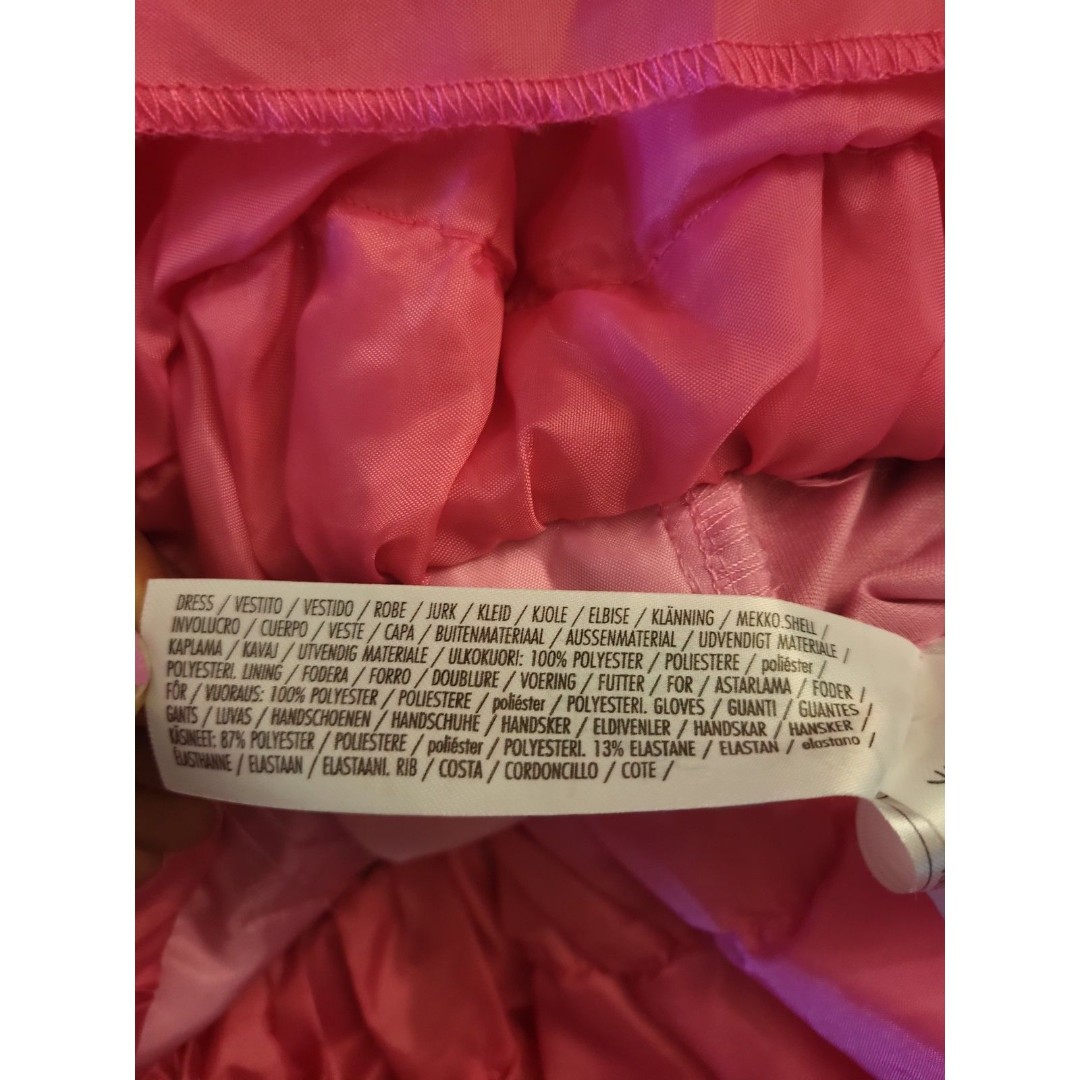 DRESS / VESTITO / VESTIDO / ROBE / JURK / KLEID / KJOLE / ELBISE / KLÄNNING / MEKKO.SHELL /
INVOLUCRO / CUERPO / VESTE / CAPA / BUITENMATERIAAL / AUSSENMATERIAL / UDVENDIGT MATERIALE /
KAPLAMA / KAVAJ / UTVENDIG MATERIALE / ULKOKUORI: 100% POLYESTER / POLIESTERE / poliéster /
POLYESTERI. LINING / FODERA / FORRO / DOUBLURE / VOERING / FUTTER / FOR / ASTARLAMA / FODER /
FÔR / VUORAUS: 100% POLYESTER / POLIESTERE / poliéster / POLYESTERI. GLOVES / GUANTI / GUANTES /
GANTS / LUVAS / HANDSCHOENEN / HANDSCHUHE / HANDSKER / ELDIVENLER / HANDSKAR / HANSKER /
KÄSINEET: 87% POLYESTER / POLIESTERE / poliéster / POLYESTERI. 13% ELASTANE / ELASTAN / elastano /
ÉLASTHANNE / ELASTAAN / ELASTAANI. RIB / COSTA / CORDONCILLO / COTE /